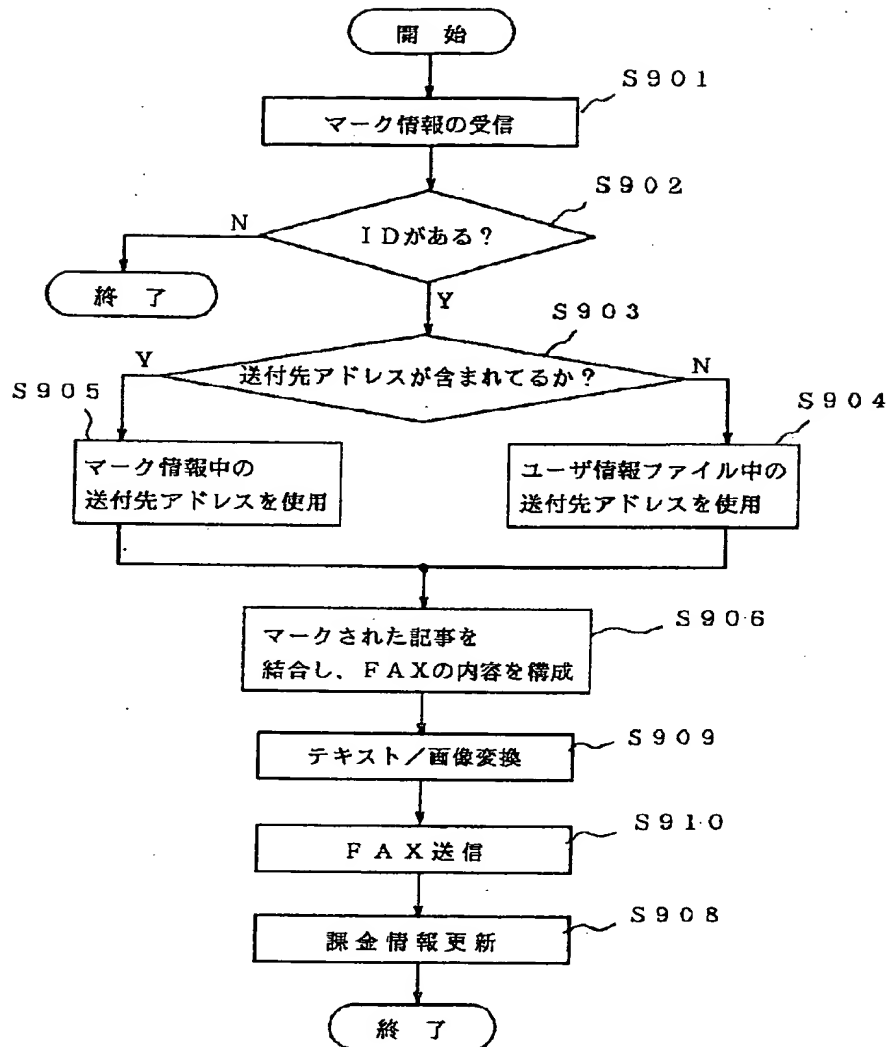 開 始
S901
マーク情報の受信
S902
IDがある?
N
終 了
Y
S903
送付先アドレスが含まれてるか?
Y
N
S905
マーク情報中の
送付先アドレスを使用
S904
ユーザ情報ファイル中の
送付先アドレスを使用
S906
マークされた記事を
結合し、FAXの内容を構成
S909
テキスト/画像変換
S910
FAX送信
S908
課金情報更新
終 了